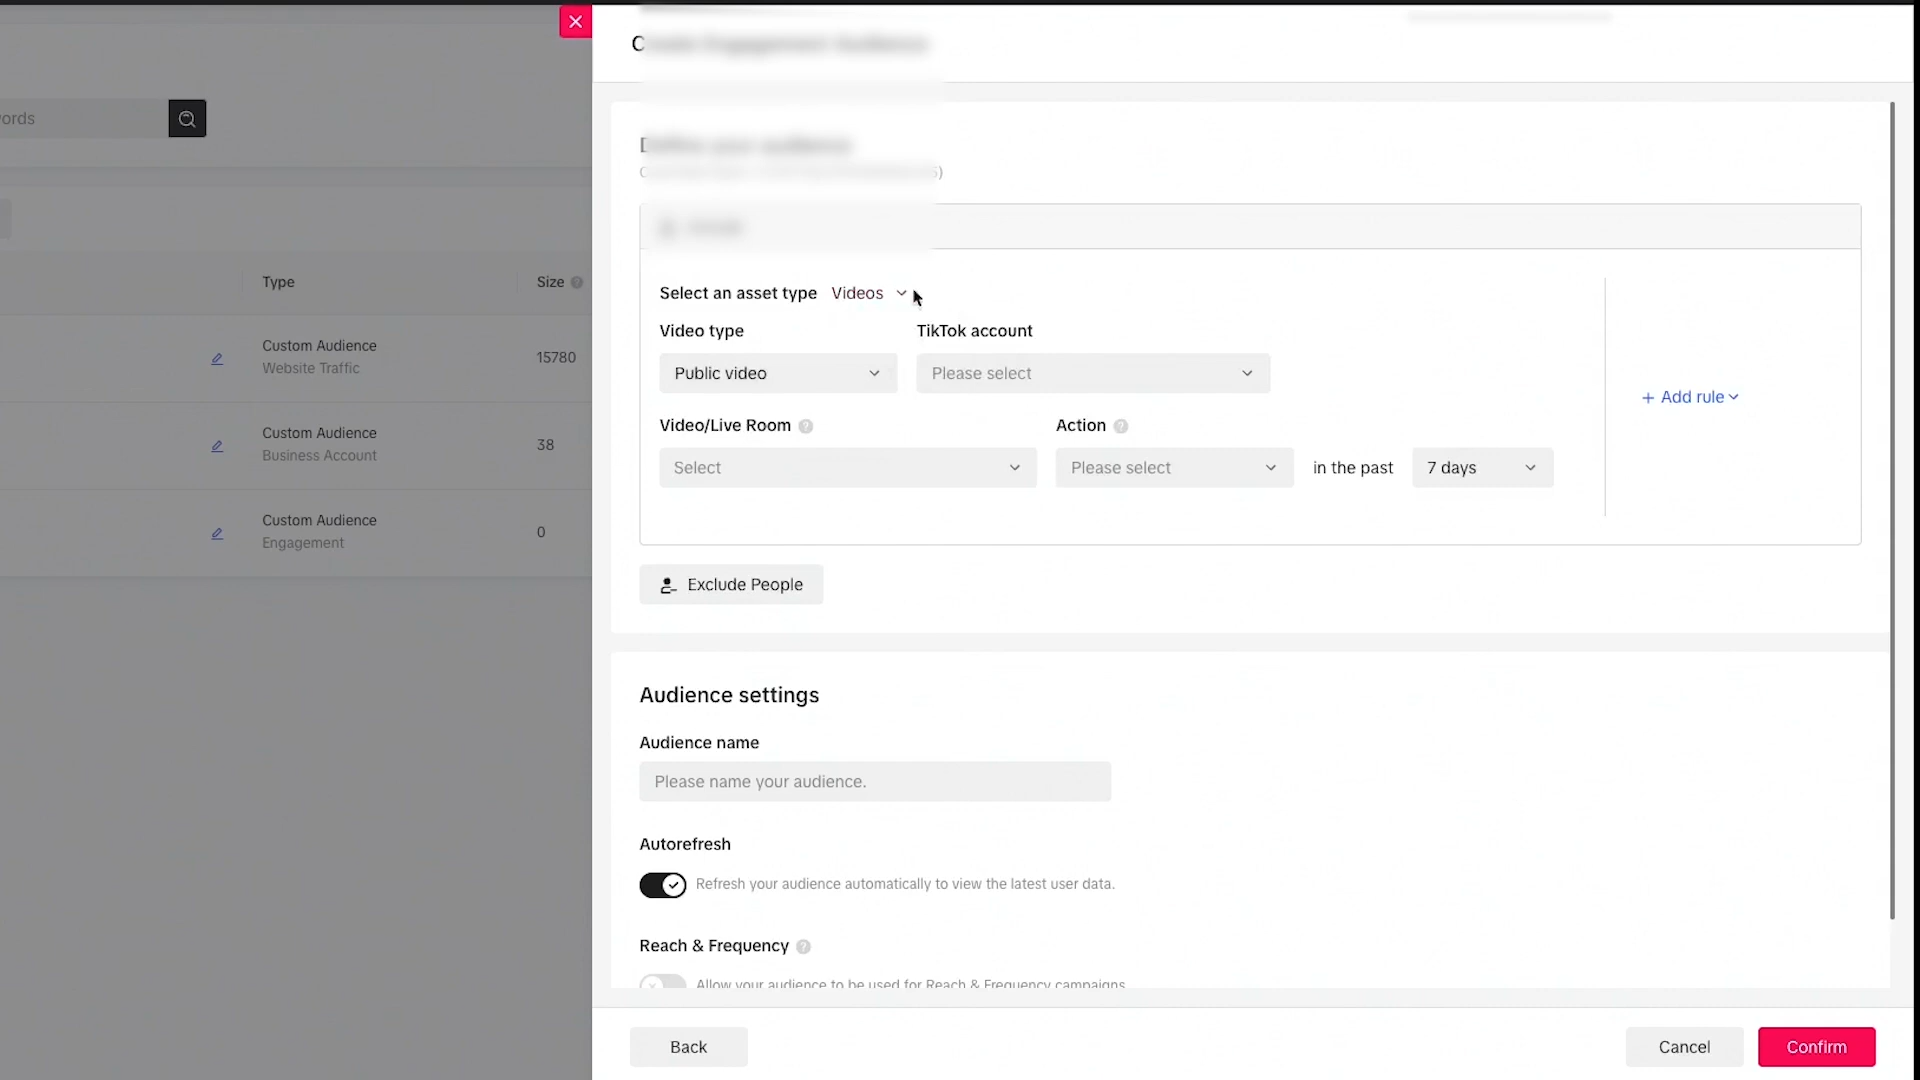 ords
Type
Size
Custom Audience
Website Traffic
15780
Custom Audience
Business Account
38
Custom Audience
Engagement
0
Select an asset type Videos
Video type
TikTok account
Public video
Please select
Video/Live Room
Action
Select
Please select
in the past
7 days
+ Add rule
Exclude People
Audience settings
Audience name
Please name your audience.
Autorefresh
Refresh your audience automatically to view the latest user data.
Reach & Frequency
Allow your audience to be used for Reach & Frequency campaigns
Back
Cancel
Confirm